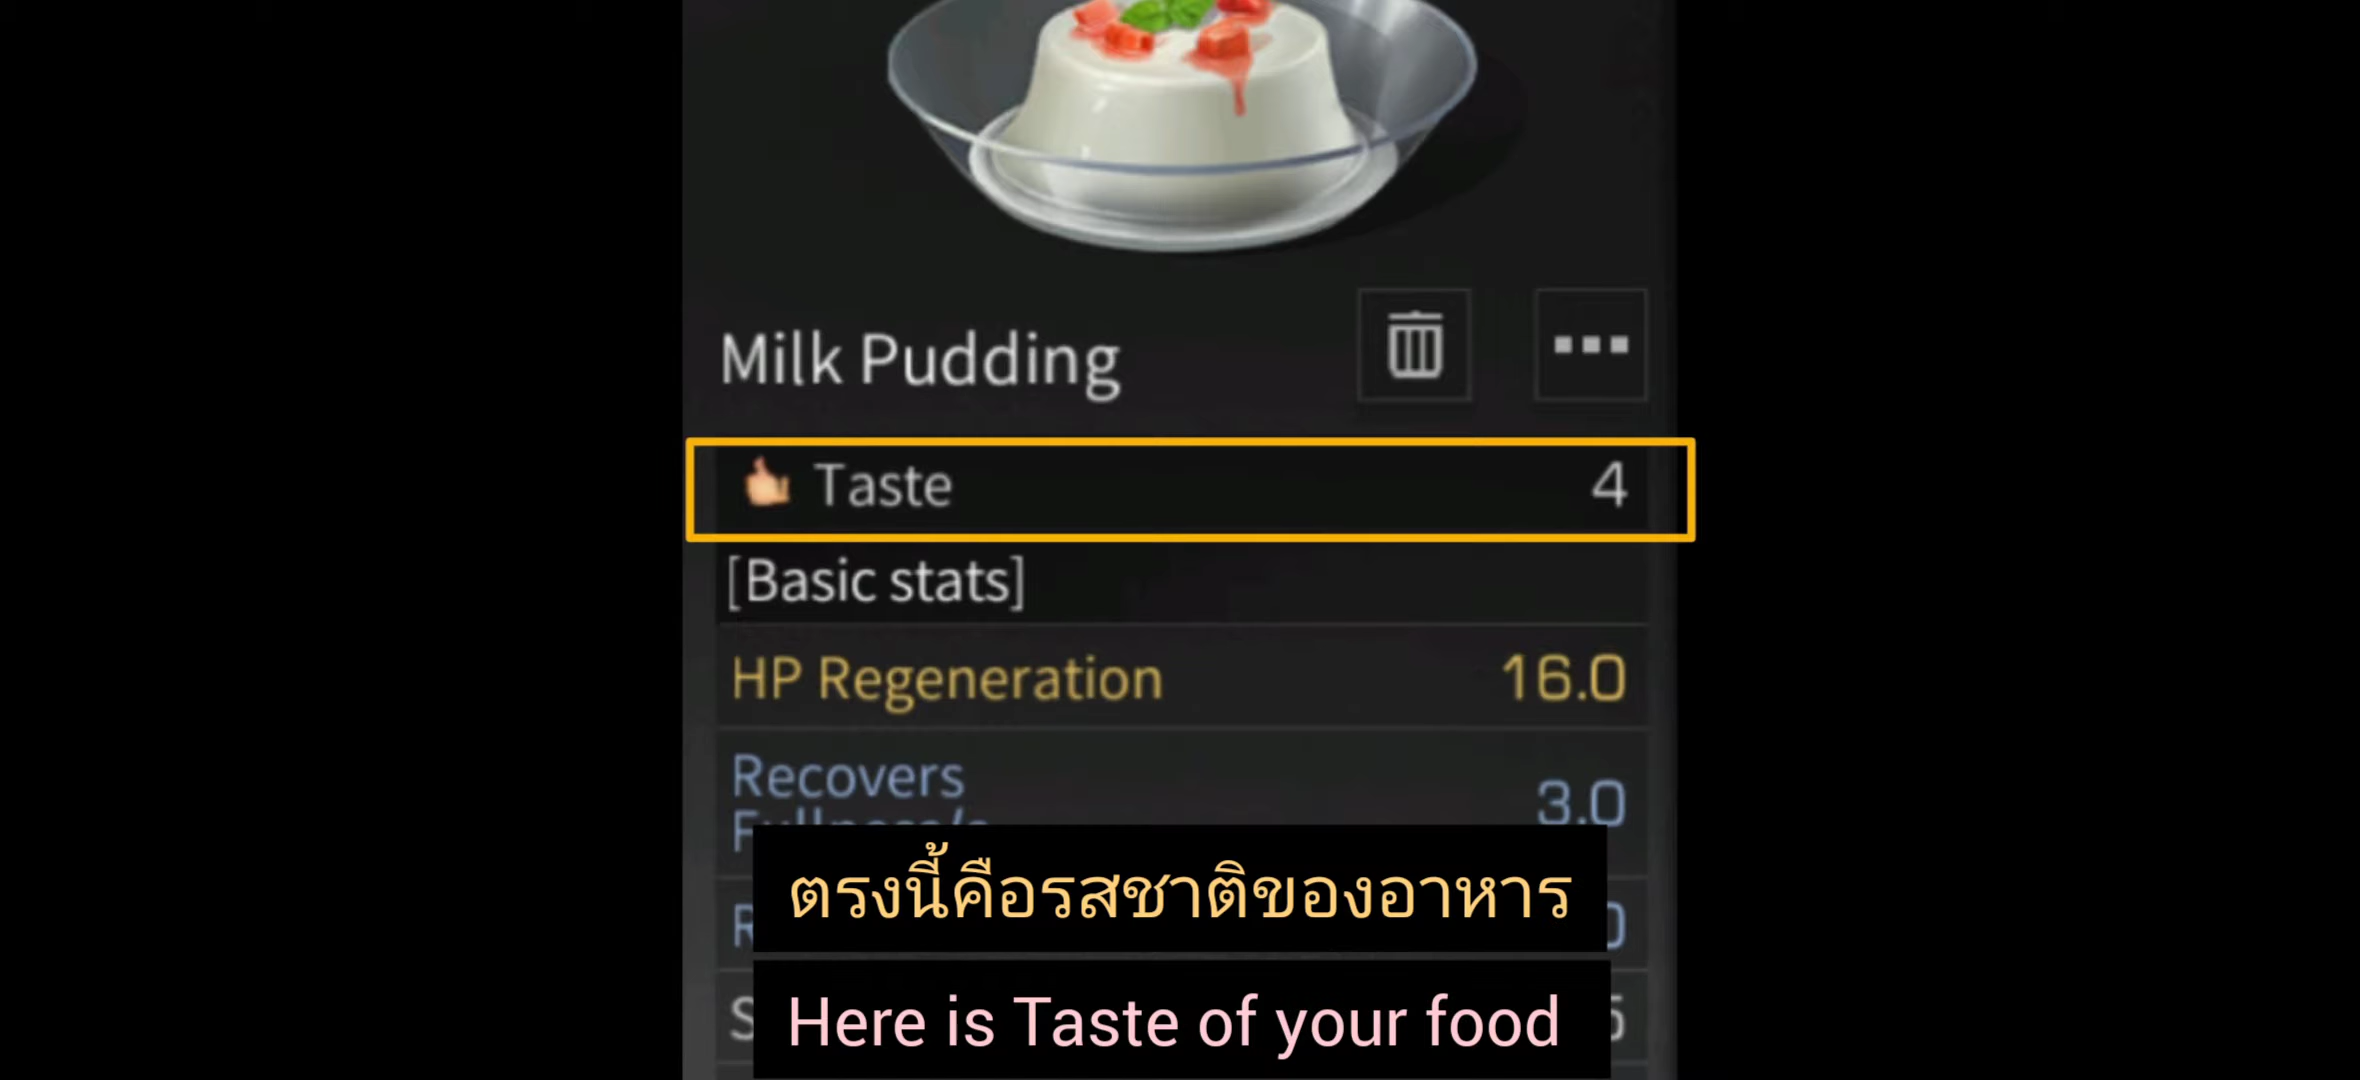 Milk Pudding
Taste 4
[Basic stats]
HP Regeneration 16.0
Recovers 3.0
ตรงนี้คือรสชาติของอาหาร
Here is Taste of your food